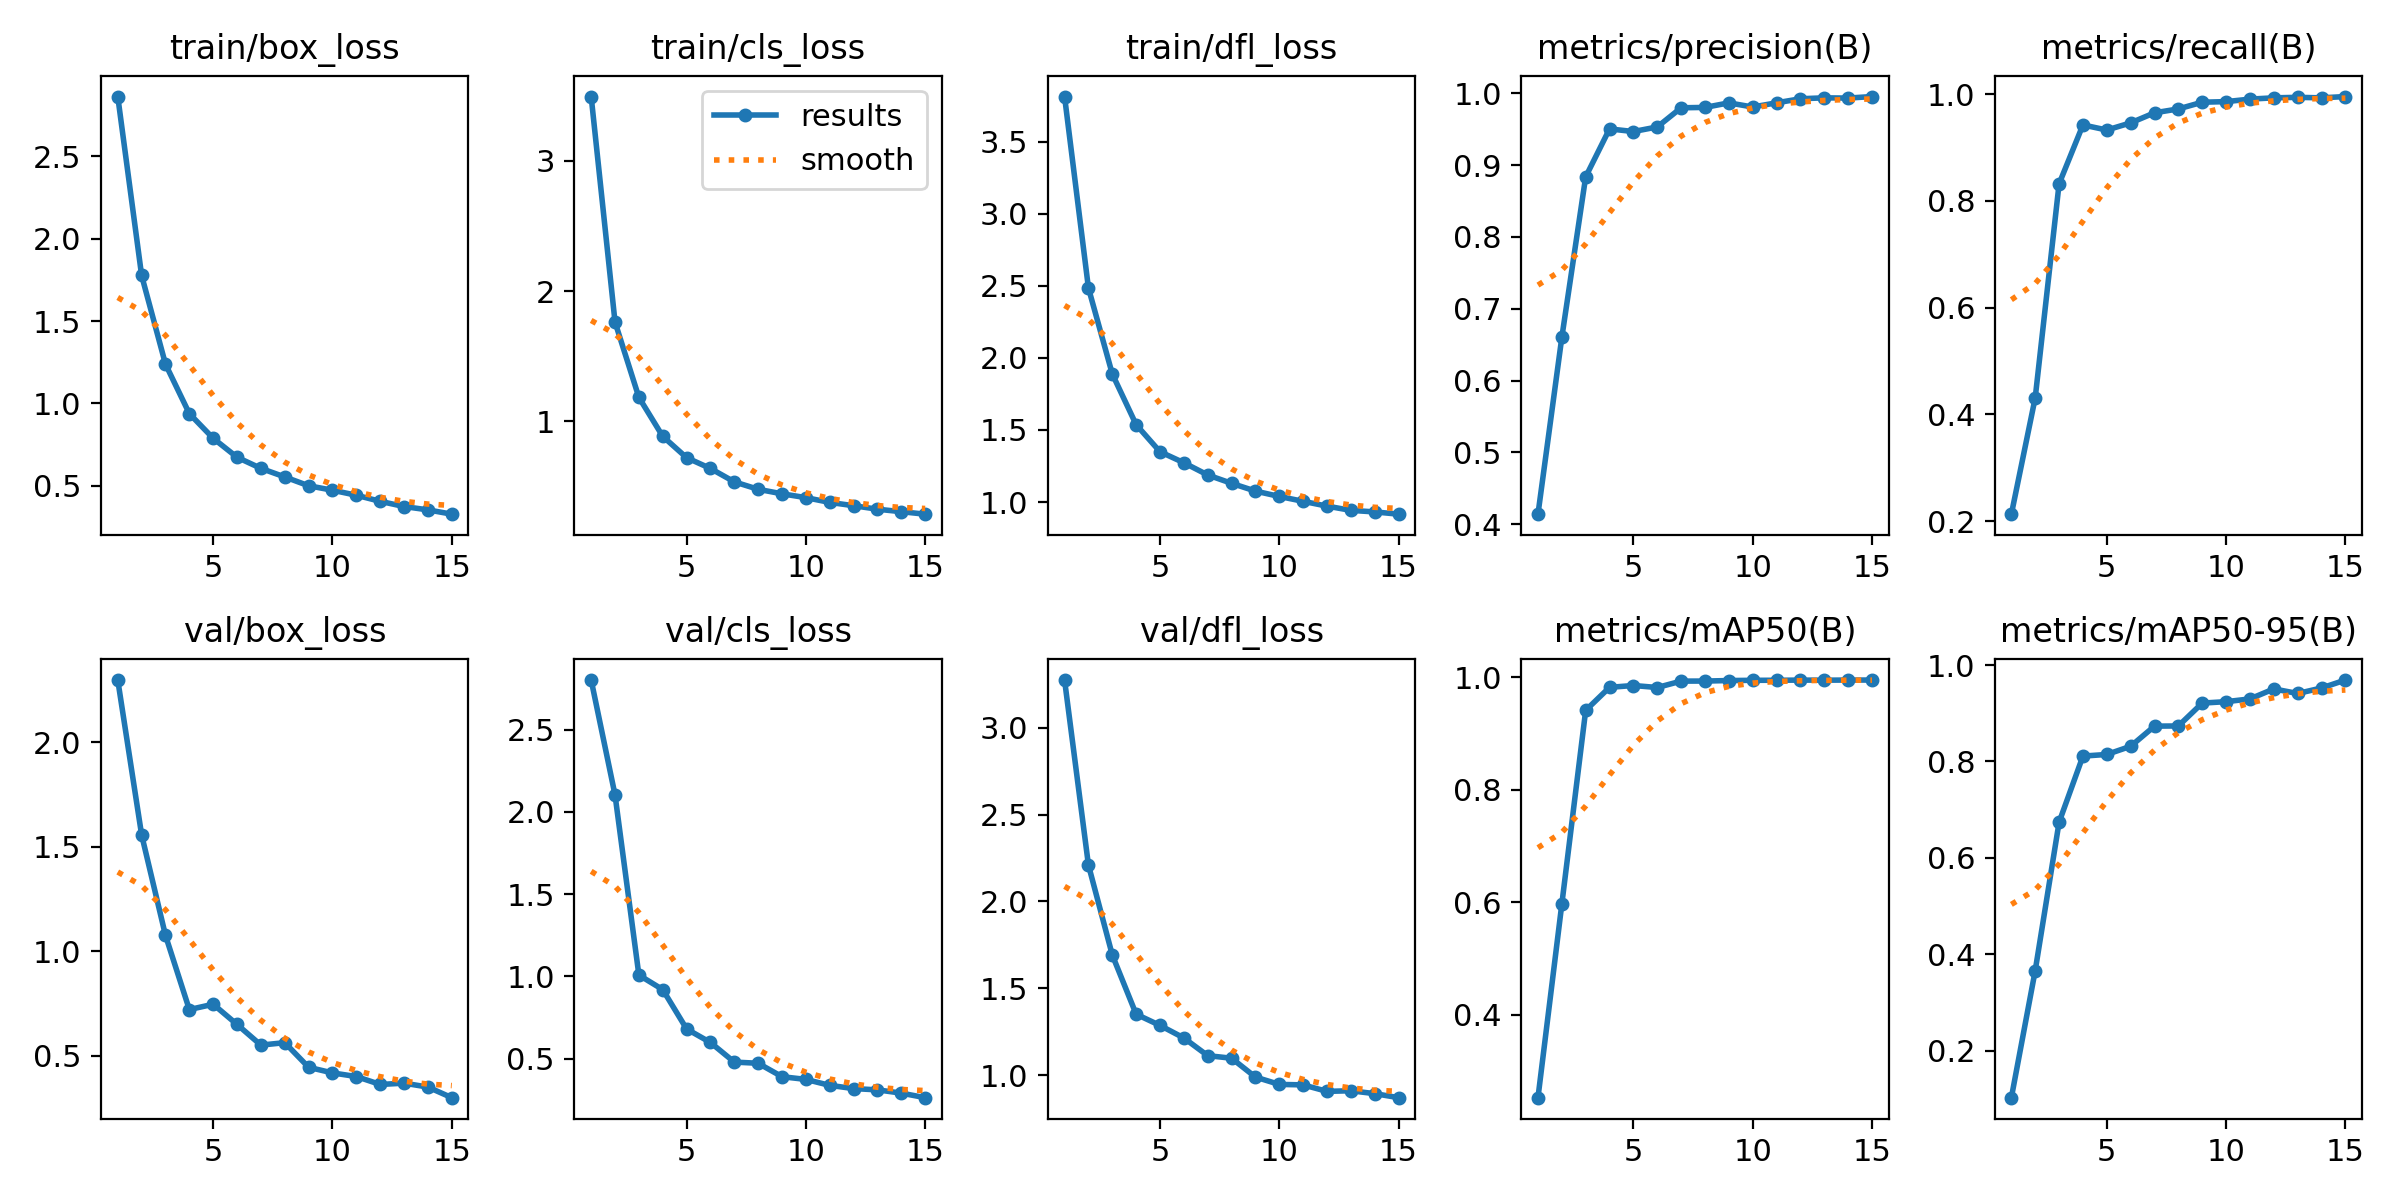 train/box_loss
train/cls_loss
train/dfl_loss
metrics/precision(B)
metrics/recall(B)
2.5
2.0
1.5
1.0
0.5
5 10 15
3
2
1
results
smooth
5 10 15
3.5
3.0
2.5
2.0
1.5
1.0
5 10 15
1.0
0.9
0.8
0.7
0.6
0.5
0.4
5 10 15
1.0
0.8
0.6
0.4
0.2
5 10 15
val/box_loss
val/cls_loss
val/dfl_loss
metrics/mAP50(B)
metrics/mAP50-95(B)
2.0
1.5
1.0
0.5
5 10 15
2.5
2.0
1.5
1.0
0.5
5 10 15
3.0
2.5
2.0
1.5
1.0
5 10 15
1.0
0.8
0.6
0.4
5 10 15
1.0
0.8
0.6
0.4
0.2
5 10 15